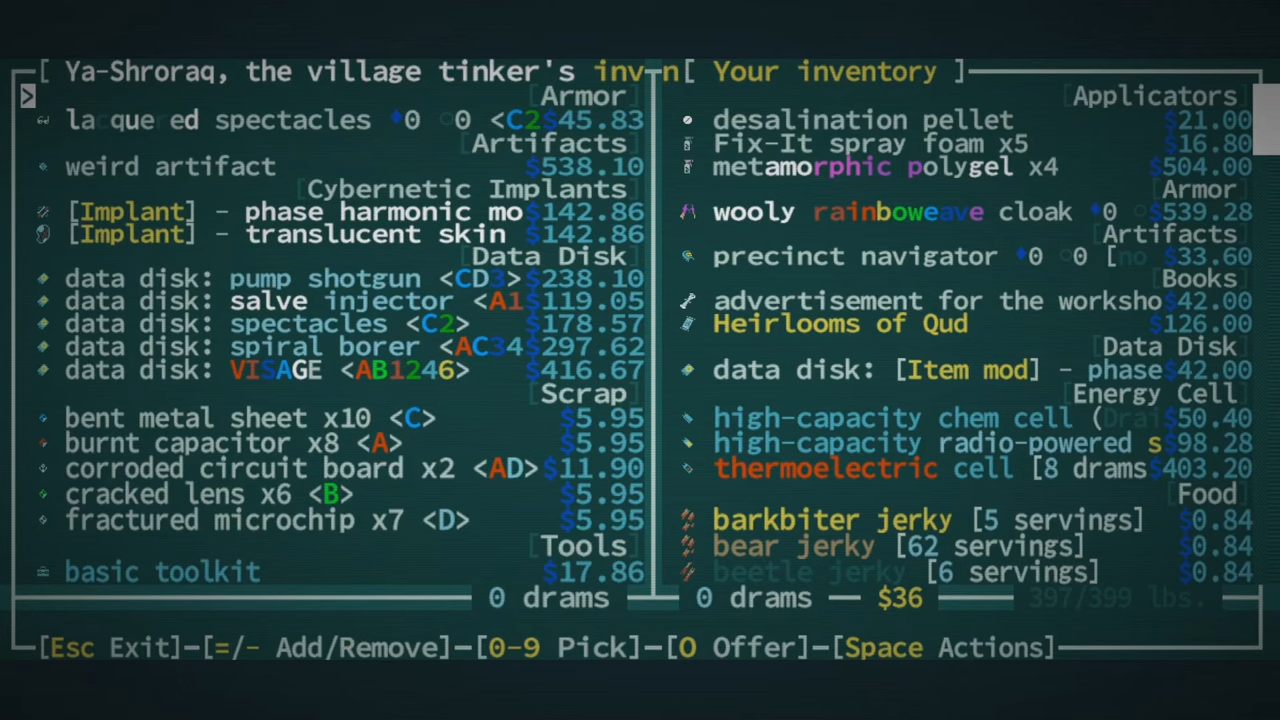 [ Ya-Shroraq, the village tinker's inv
n[ Your inventory ]
>
[Armor]
lacquered spectacles ♦0 ○0 <C2 $45.83
[Artifacts]
weird artifact $538.10
[Cybernetic Implants]
[Implant] - phase harmonic mo $142.86
[Implant] - translucent skin $142.86
[Data Disk]
data disk: pump shotgun <CD3> $238.10
data disk: salve injector <A1 $119.05
data disk: spectacles <C2> $178.57
data disk: spiral borer <AC34 $297.62
data disk: VISAGE <AB1246> $416.67
[Scrap]
bent metal sheet x10 <C> $5.95
burnt capacitor x8 <A> $5.95
corroded circuit board x2 <AD> $11.90
cracked lens x6 <B> $5.95
fractured microchip x7 <D> $5.95
[Tools]
basic toolkit $17.86
0 drams
[Applicators]
desalination pellet $21.00
Fix-It spray foam x5 $16.80
metamorphic polygel x4 $504.00
[Armor]
wooly rainboweave cloak ♦0 ○ $539.28
[Artifacts]
precinct navigator ♦0 ○0 [no $33.60
[Books]
advertisement for the worksho $42.00
Heirlooms of Qud $126.00
[Data Disk]
data disk: [Item mod] - phase $42.00
[Energy Cell]
high-capacity chem cell (Drai $50.40
high-capacity radio-powered s $98.28
thermoelectric cell [8 drams $403.20
[Food]
barkbiter jerky [5 servings] $0.84
bear jerky [62 servings] $0.84
beetle jerky [6 servings] $0.84
0 drams — $36 397/399 lbs.
[Esc Exit]—[=/- Add/Remove]—[0-9 Pick]—[O Offer]—[Space Actions]